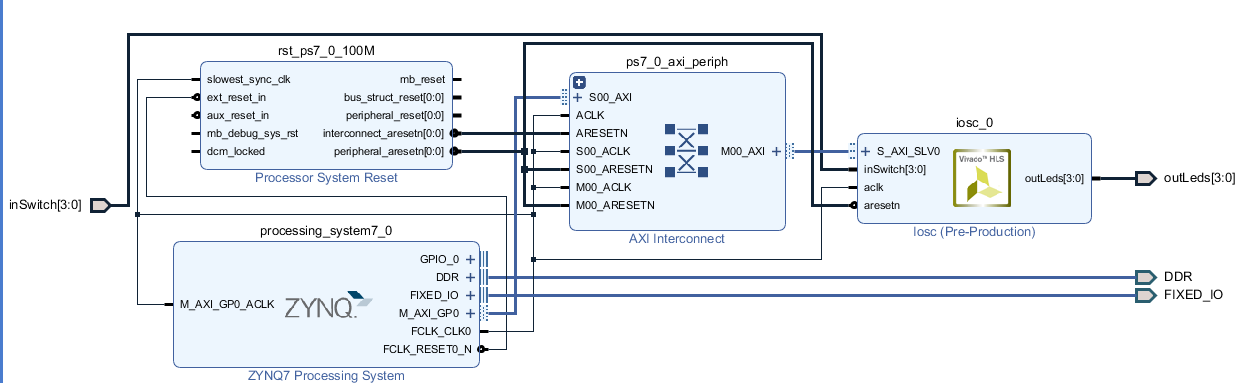 rst_ps7_0_100M
slowest_sync_clk
ext_reset_in
aux_reset_in
mb_debug_sys_rst
dcm_locked
mb_reset
bus_struct_reset[0:0]
peripheral_reset[0:0]
interconnect_aresetn[0:0]
peripheral_aresetn[0:0]
Processor System Reset
ps7_0_axi_periph
S00_AXI
ACLK
ARESETN
S00_ACLK
S00_ARESETN
M00_ACLK
M00_ARESETN
M00_AXI
AXI Interconnect
iosc_0
S_AXI_SLV0
inSwitch[3:0]
aclk
aresetn
Vivado™ HLS
outLeds[3:0]
Iosc (Pre-Production)
outLeds[3:0]
inSwitch[3:0]
processing_system7_0
M_AXI_GP0_ACLK
ZYNQ
GPIO_0
DDR
FIXED_IO
M_AXI_GP0
FCLK_CLK0
FCLK_RESET0_N
ZYNQ7 Processing System
DDR
FIXED_IO